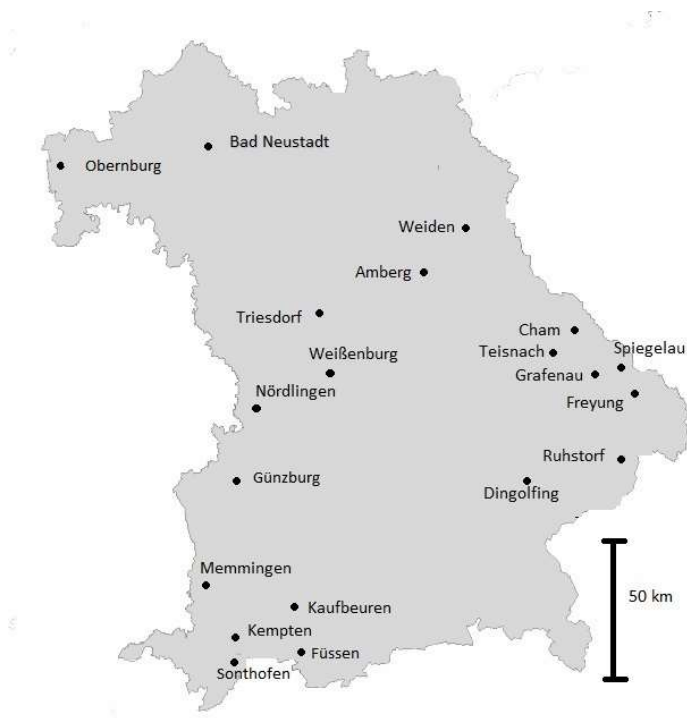 Bad Neustadt
Obernburg
Weiden
Amberg
Triesdorf
Cham
Teisnach
Spiegelau
Weißenburg
Grafenau
Nördlingen
Freyung
Ruhstorf
Günzburg
Dingolfing
Memmingen
50 km
Kaufbeuren
Kempten
Füssen
Sonthofen